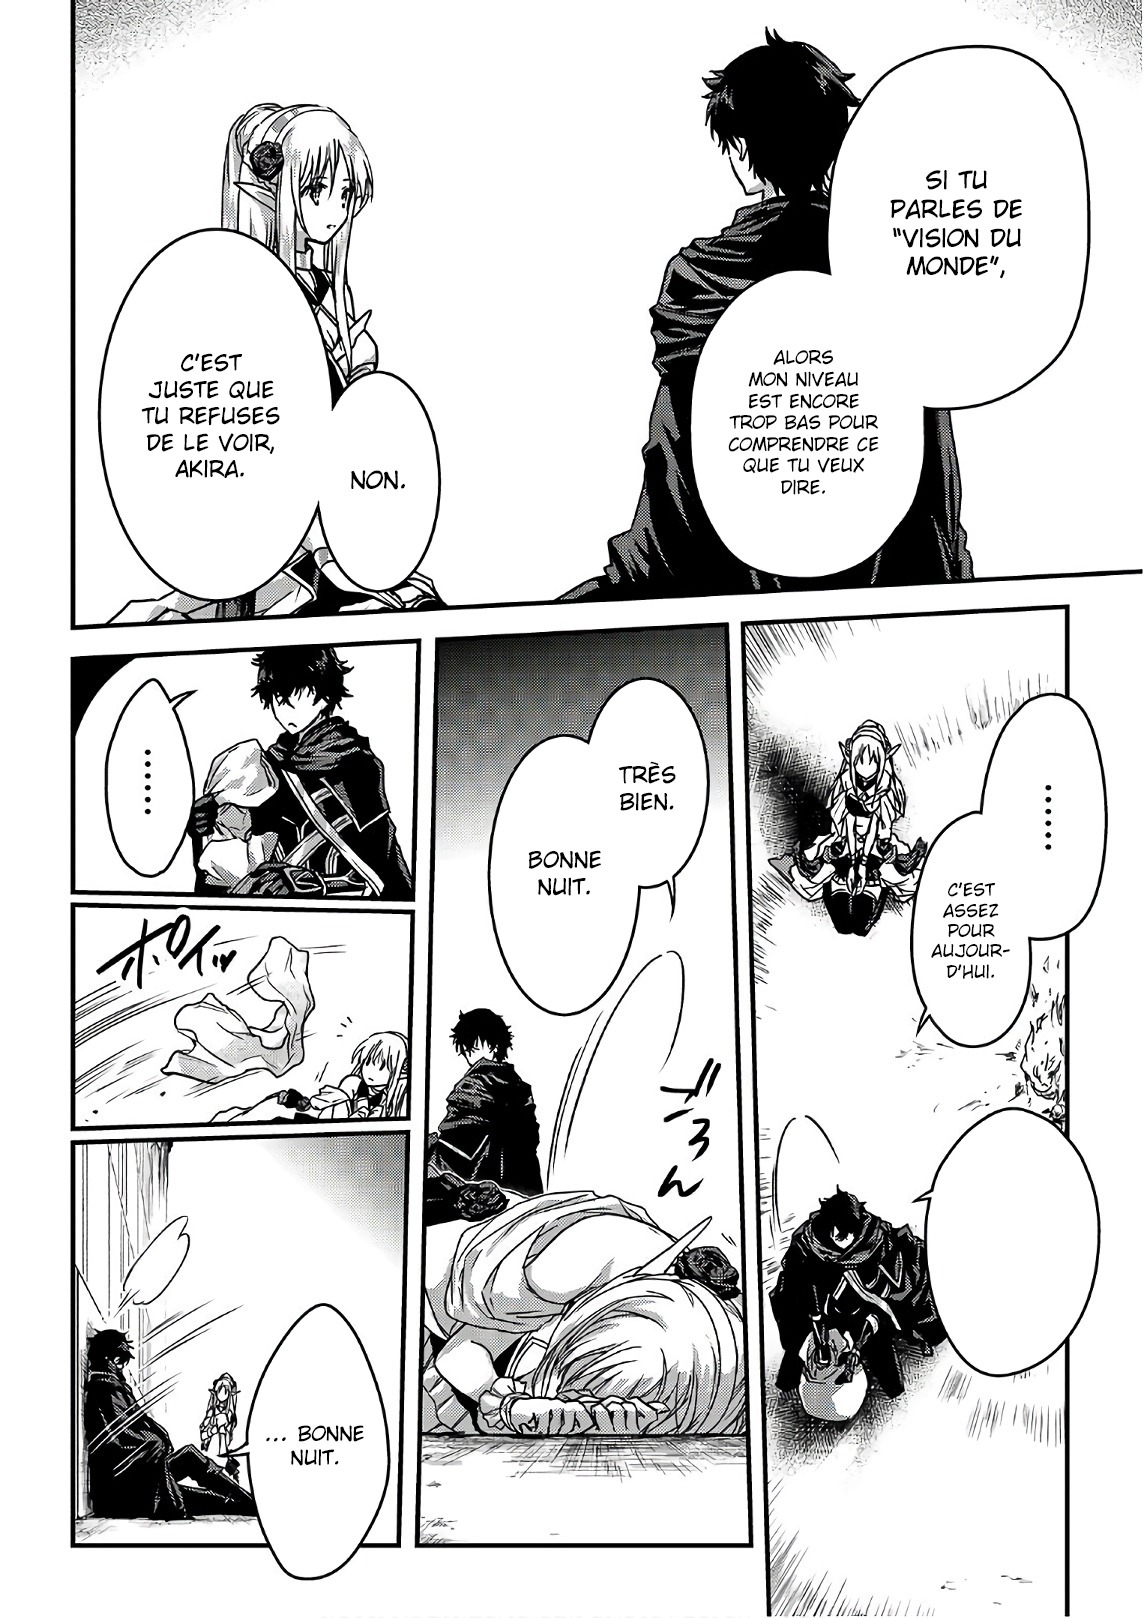 SI TU
PARLES DE
"VISION DU
MONDE",
ALORS
MON NIVEAU
EST ENCORE
TROP BAS POUR
COMPRENDRE CE
QUE TU VEUX
DIRE.
NON.
C'EST
JUSTE QUE
TU REFUSES
DE LE VOIR,
AKIRA.
......
C'EST
ASSEZ
POUR
AUJOUR-
D'HUI.
TRÈS
BIEN.
BONNE
NUIT.
ごろん
......
ポイッ
... BONNE
NUIT.